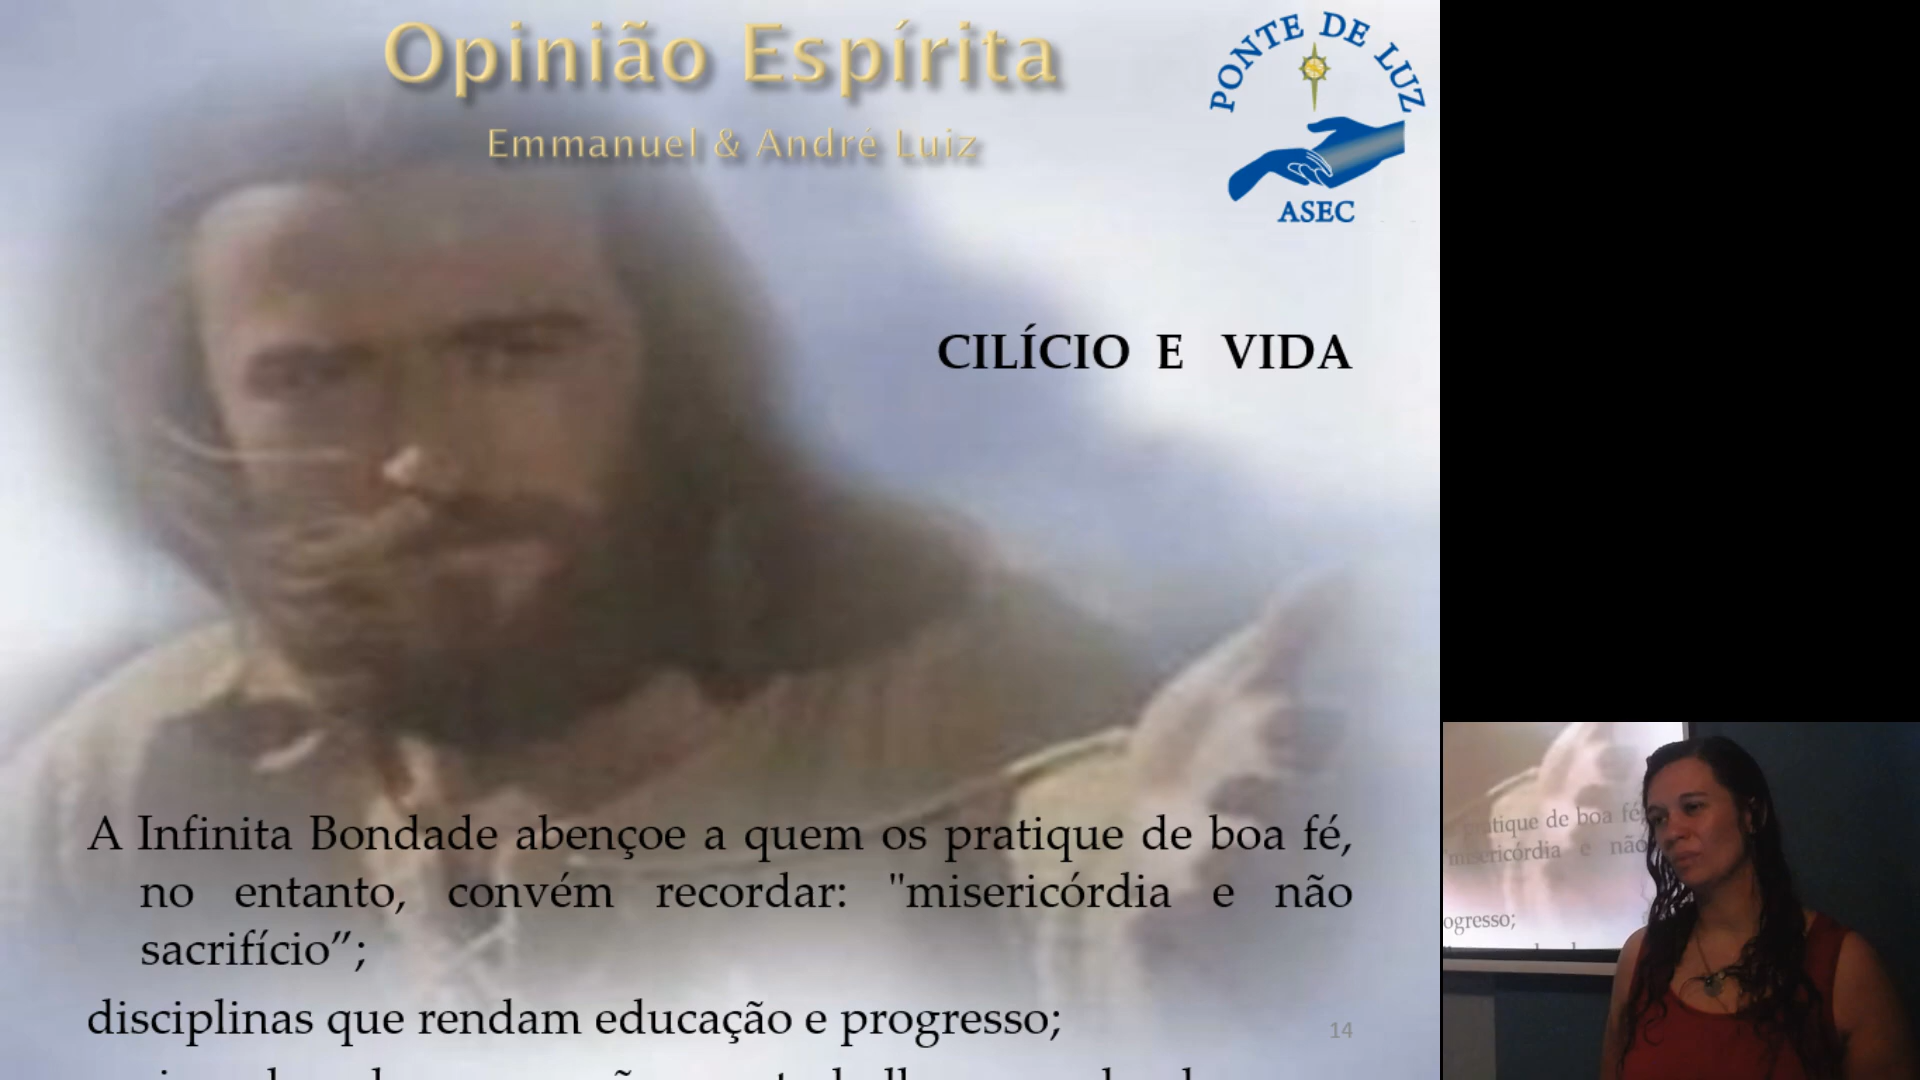 Opinião Espírita
Emmanuel & André Luiz
PONTE DE LUZ
ASEC
CILÍCIO E VIDA
A Infinita Bondade abençoe a quem os pratique de boa fé,
no entanto, convém recordar: "misericórdia e não
sacrifício”;
disciplinas que rendam educação e progresso;
14
pratique de boa fé,
"misericórdia e não
ogresso;